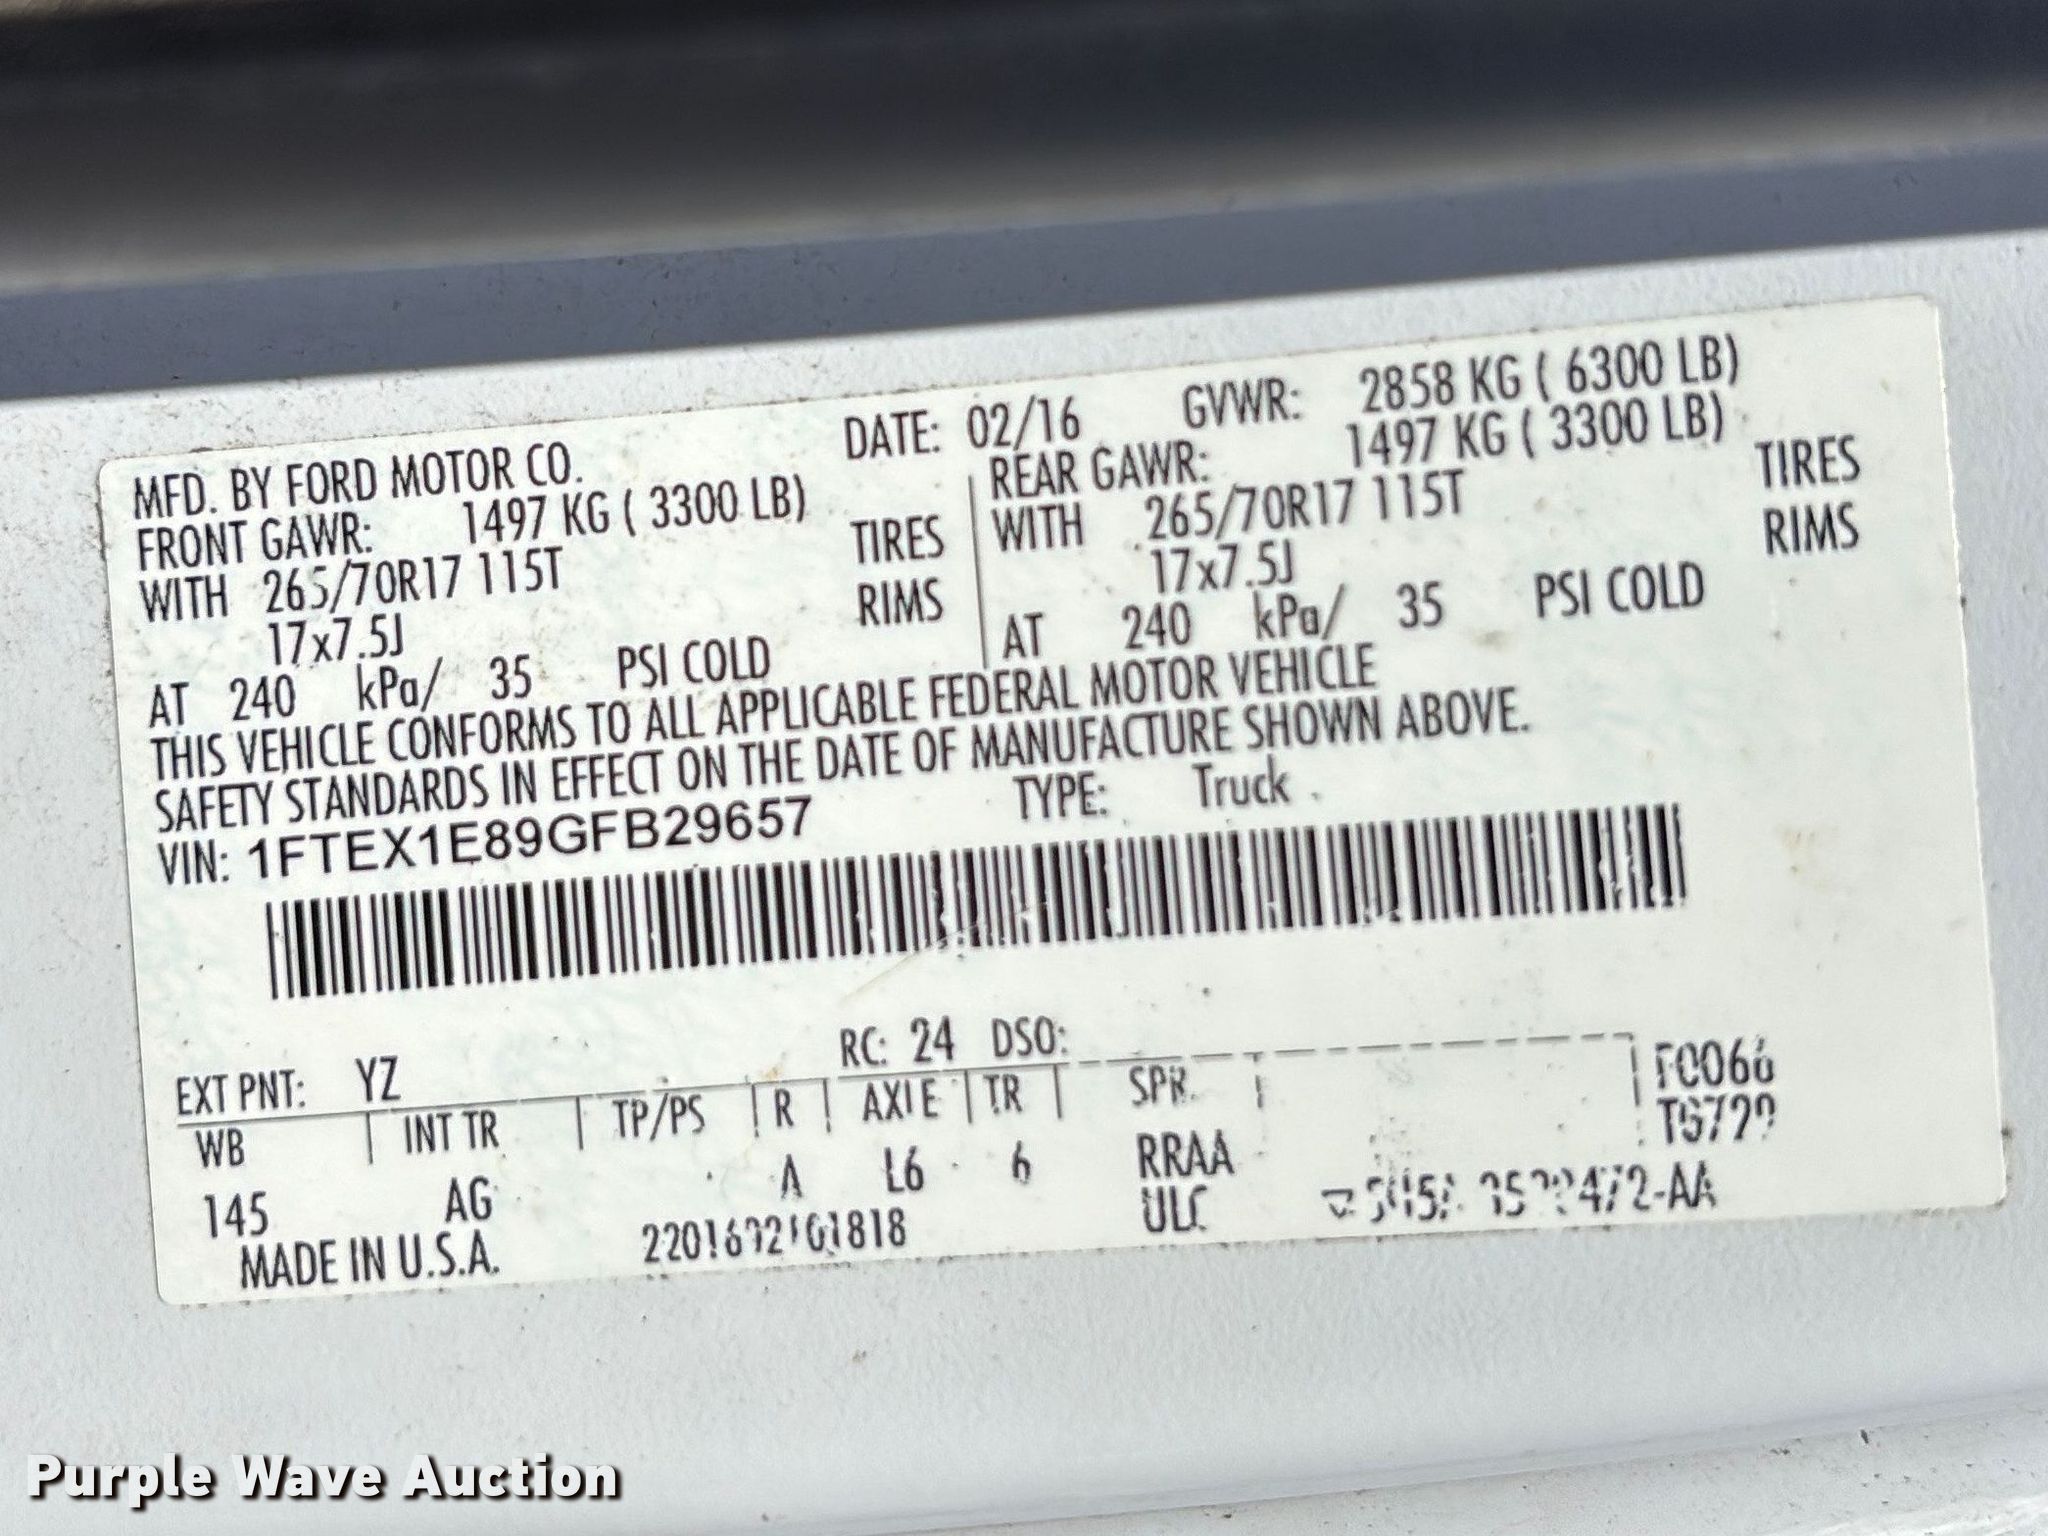 MFD. BY FORD MOTOR CO. DATE: 02/16 GVWR: 2858 KG ( 6300 LB)
FRONT GAWR: 1497 KG ( 3300 LB) REAR GAWR: 1497 KG ( 3300 LB)
WITH 265/70R17 115T TIRES WITH 265/70R17 115T TIRES
17x7.5J RIMS 17x7.5J RIMS
AT 240 kPa/ 35 PSI COLD AT 240 kPa/ 35 PSI COLD
THIS VEHICLE CONFORMS TO ALL APPLICABLE FEDERAL MOTOR VEHICLE
SAFETY STANDARDS IN EFFECT ON THE DATE OF MANUFACTURE SHOWN ABOVE.
VIN: 1FTEX1E89GFB29657 TYPE: Truck
EXT PNT: YZ RC: 24 DSO:
WB INT TR TP/PS R AXLE TR SPR
145 AG A L6 6 RRAA
MADE IN U.S.A. ULC
Purple Wave Auction